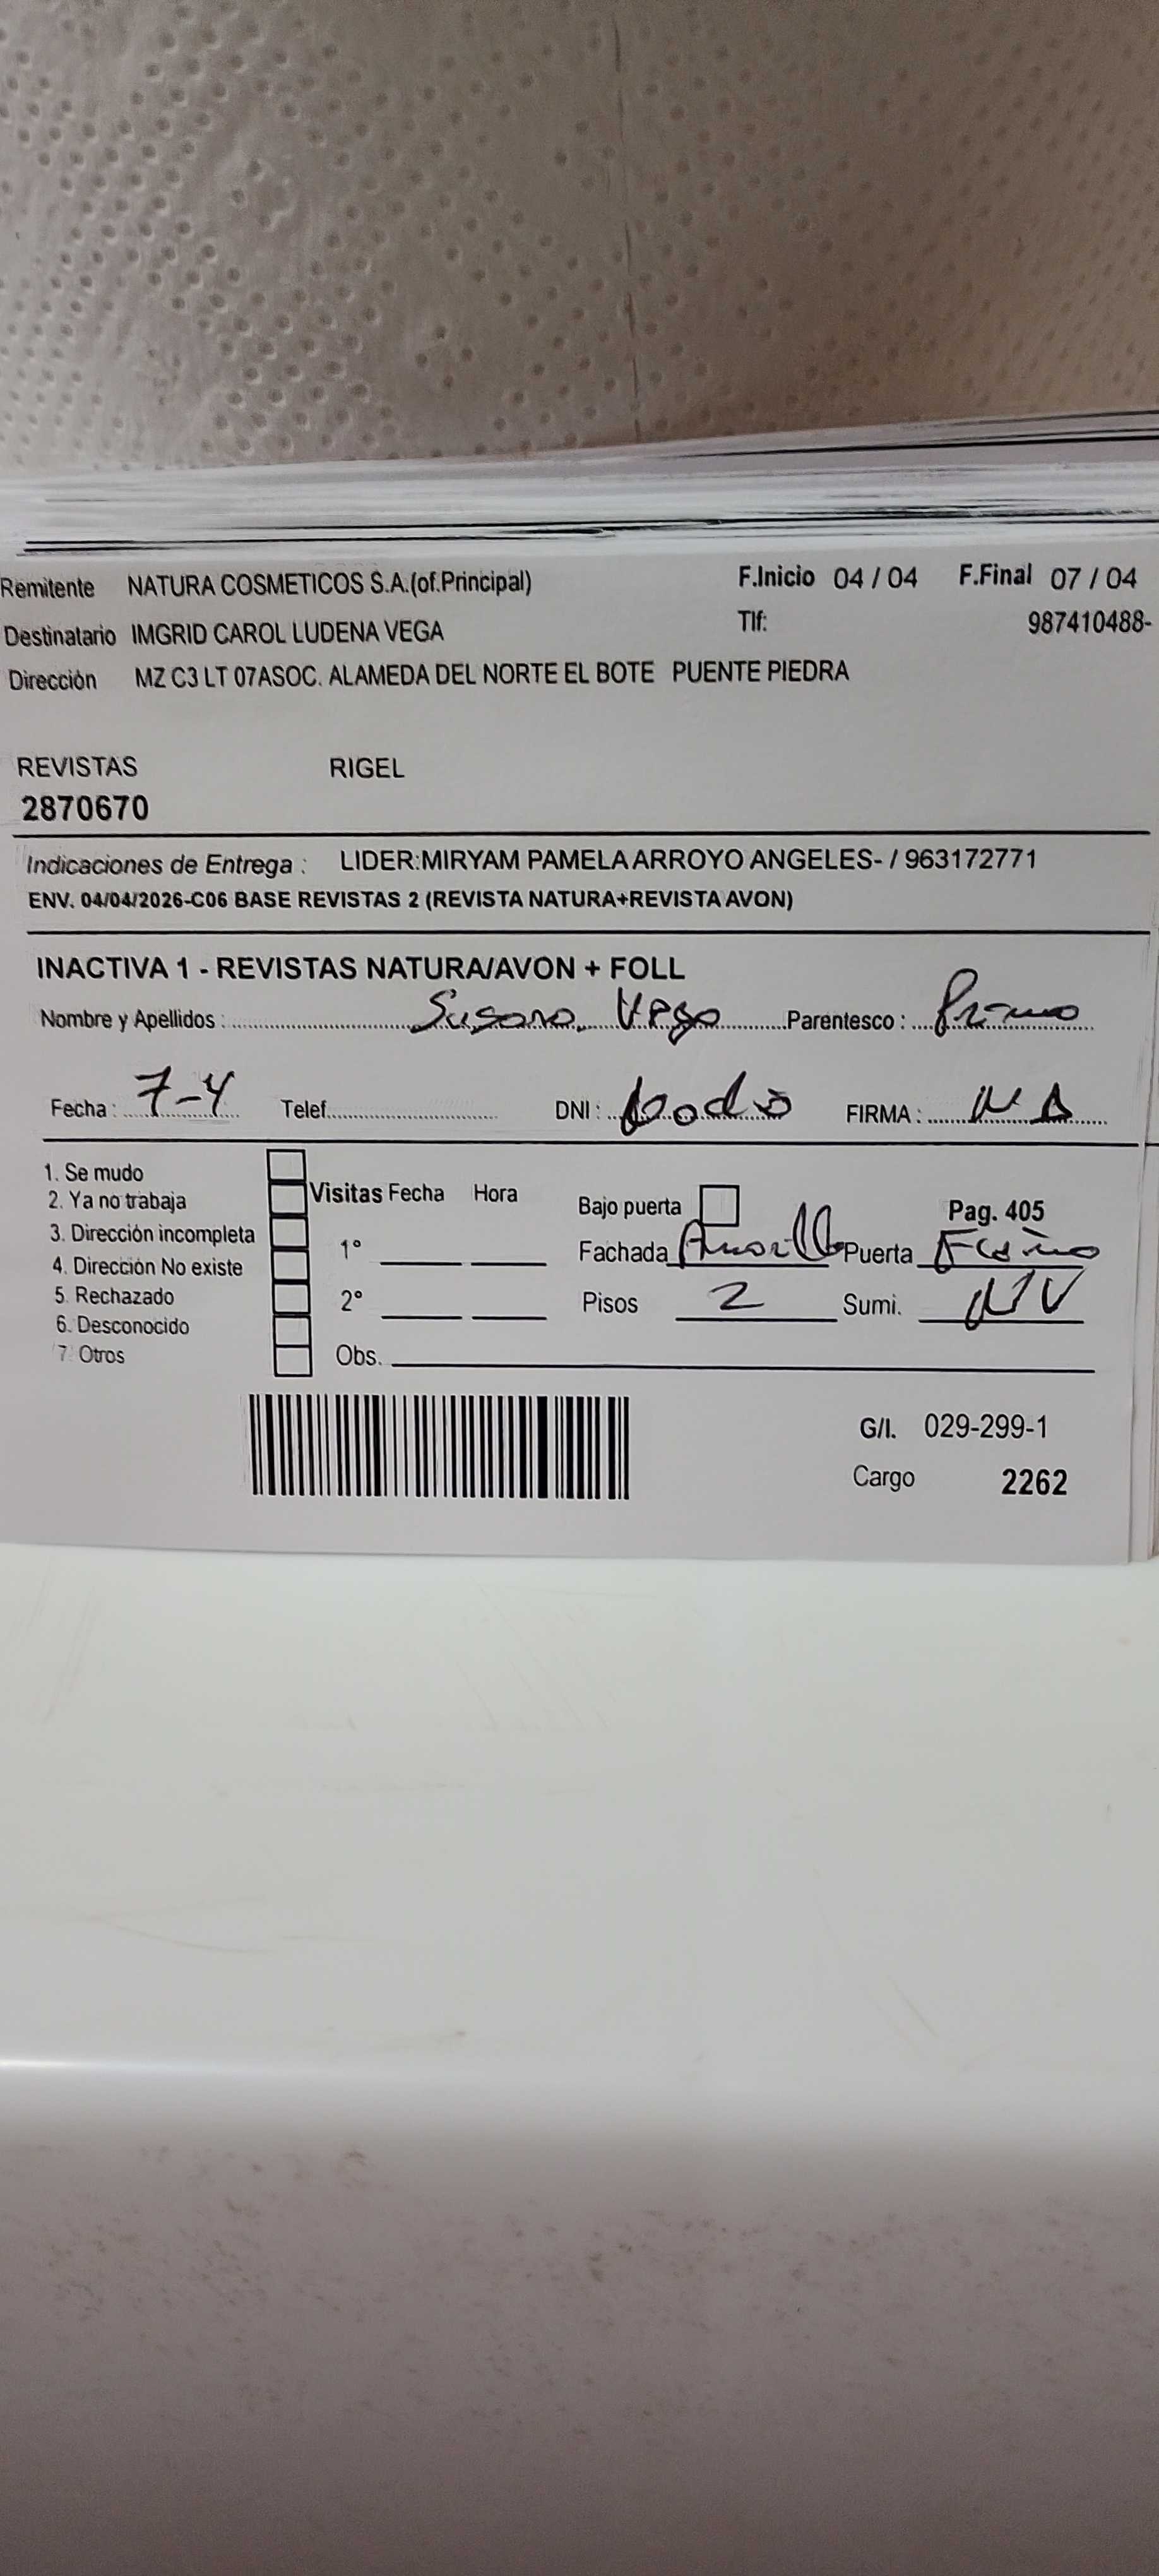 Remitente NATURA COSMETICOS S.A.(of.Principal) F.Inicio 04 / 04 F.Final 07 / 04
Destinatario IMGRID CAROL LUDENA VEGA Tlf: 987410488-
Dirección MZ C3 LT 07ASOC. ALAMEDA DEL NORTE EL BOTE PUENTE PIEDRA
REVISTAS RIGEL
2870670
Indicaciones de Entrega : LIDER:MIRYAM PAMELA ARROYO ANGELES- / 963172771
ENV. 04/04/2026-C06 BASE REVISTAS 2 (REVISTA NATURA+REVISTA AVON)
INACTIVA 1 - REVISTAS NATURA/AVON + FOLL
Nombre y Apellidos : Susana Vega Parentesco :
Fecha : 7-4 Telef. DNI : FIRMA :
1. Se mudo
2. Ya no trabaja Visitas Fecha Hora Bajo puerta Pag. 405
3. Dirección incompleta 1° Fachada Amarillo Puerta
4. Dirección No existe
5. Rechazado 2° Pisos 2 Sumi. NV
6. Desconocido
7. Otros Obs.
G/I. 029-299-1
Cargo 2262